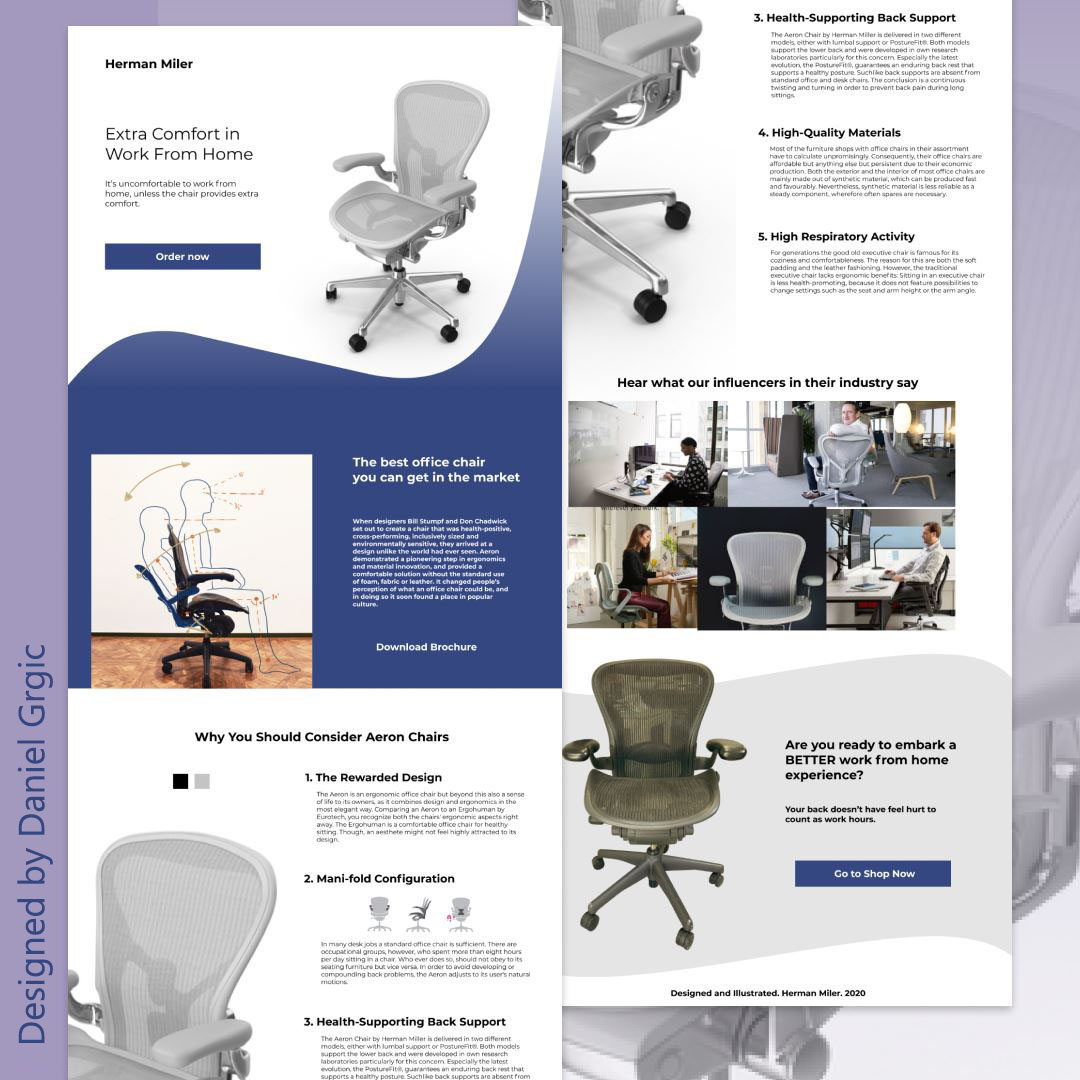 Herman Miler
Extra Comfort in
Work From Home
It's uncomfortable to work from
home, unless the chair provides extra
comfort.
Order now
The best office chair
you can get in the market
When designers Bill Stumpf and Don Chadwick
set out to create a chair that was health-positive,
cross-performing, inclusively sized and
environmentally sensitive, they arrived at a
design unlike the world had ever seen. Aeron
demonstrated a pioneering step in ergonomics
and material innovation, and provided a
comfortable solution without the standard use
of foam, fabric or leather. It changed people's
perception of what an office chair could be, and
in doing so it soon found a place in popular
culture.
Download Brochure
Why You Should Consider Aeron Chairs
1. The Rewarded Design
The Aeron is an ergonomic office chair but beyond this also a sense
of life to its owners, as it combines design and ergonomics in the
most elegant way. Comparing an Aeron to an Ergohuman by
Eurotech, you recognize both the chairs' ergonomic aspects right
away. The Ergohuman is a comfortable office chair for healthy
sitting. Though, an aesthete might not feel highly attracted to its
design.
2. Mani-fold Configuration
In many desk jobs a standard office chair is sufficient. There are
occupational groups, however, who spent more than eight hours
per day sitting in a chair. Who ever does so, should not obey to its
seating furniture but vice versa. In order to avoid developing or
compounding back problems, the Aeron adjusts to its user's natural
motions.
3. Health-Supporting Back Support
The Aeron Chair by Herman Miller is delivered in two different
models, either with lumbal support or PostureFit®. Both models
support the lower back and were developed in own research
laboratories particularly for this concern. Especially the latest
evolution, the PostureFit®, guarantees an enduring back rest that
supports a healthy posture. Suchlike back supports are absent from
3. Health-Supporting Back Support
The Aeron Chair by Herman Miller is delivered in two different
models, either with lumbal support or PostureFit®. Both models
support the lower back and were developed in own research
laboratories particularly for this concern. Especially the latest
evolution, the PostureFit®, guarantees an enduring back rest that
supports a healthy posture. Suchlike back supports are absent from
standard office and desk chairs. The conclusion is a continuous
twisting and turning in order to prevent back pain during long
sittings.
4. High-Quality Materials
Most of the furniture shops with office chairs in their assortment
have to calculate unpromisingly. Consequently, their office chairs are
affordable but anything else but persistent due to their economic
production. Both the exterior and the interior of most office chairs are
mainly made out of synthetic material, which can be produced fast
and favourably. Nevertheless, synthetic material is less reliable as a
steady component, wherefore often spares are necessary.
5. High Respiratory Activity
For generations the good old executive chair is famous for its
coziness and comfortableness. The reason for this are both the soft
padding and the leather fashioning. However, the traditional
executive chair lacks ergonomic benefits: Sitting in an executive chair
is less health-promoting, because it does not feature possibilities to
change settings such as the seat and arm height or the arm angle.
Hear what our influencers in their industry say
wherever you work.
Are you ready to embark a
BETTER work from home
experience?
Your back doesn't have feel hurt to
count as work hours.
Go to Shop Now
Designed and Illustrated. Herman Miler. 2020
Designed by Daniel Grgic